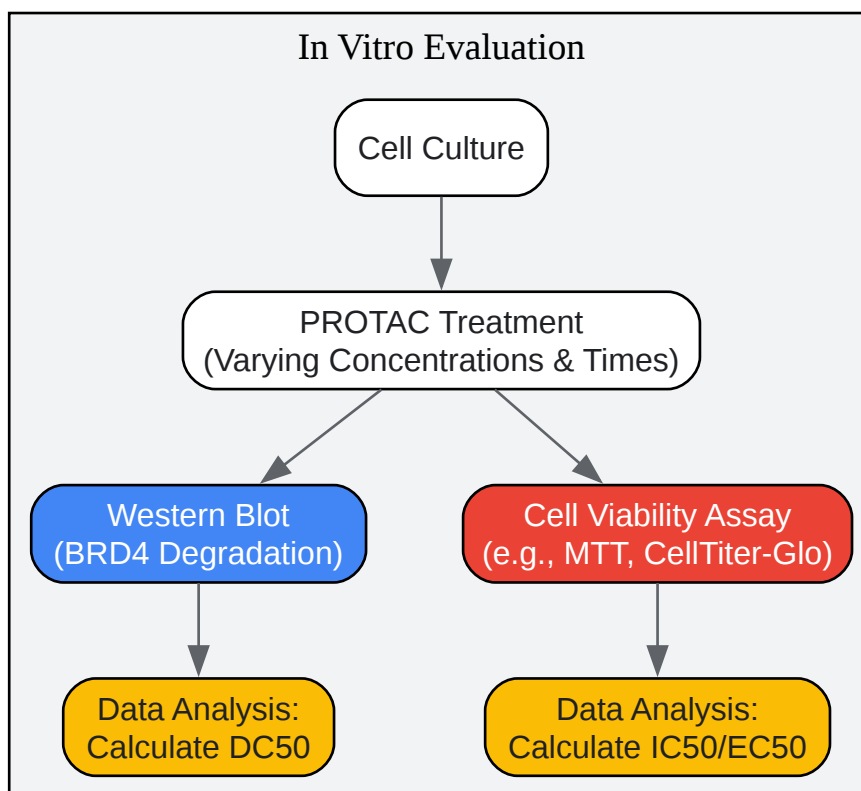 In Vitro Evaluation
Cell Culture
PROTAC Treatment
(Varying Concentrations & Times)
Western Blot
(BRD4 Degradation)
Cell Viability Assay
(e.g., MTT, CellTiter-Glo)
Data Analysis:
Calculate DC50
Data Analysis:
Calculate IC50/EC50